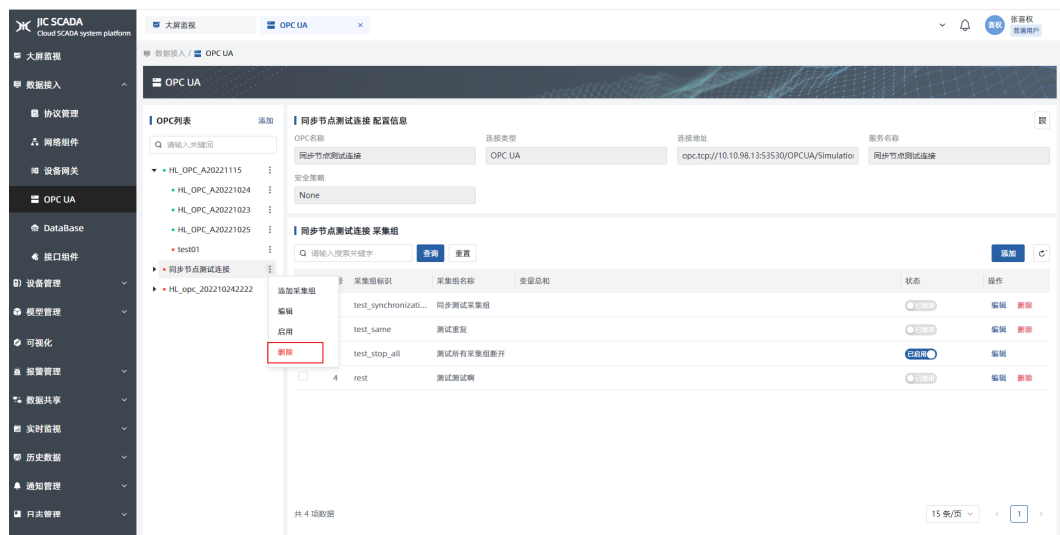 JIC SCADA
Cloud SCADA system platform
大屏监视
OPC UA
×
喜权
张喜权
普通用戶
大屏监视
数据接入
协议管理
网络组件
设备网关
OPC UA
DataBase
接口组件
设备管理
模型管理
可视化
报警管理
数据共享
实时监视
历史数据
通知管理
日志管理
数据接入 / OPC UA
OPC UA
OPC列表 添加
请输入关键词
HL_OPC_A20221115
HL_OPC_A20221024
HL_OPC_A20221023
HL_OPC_A20221025
test01
同步节点测试连接
HL_opc_202210242222
添加采集组
编辑
启用
删除
同步节点测试连接 配置信息
OPC名称 连接类型 连接地址 服务名称
同步节点测试连接 OPC UA opc.tcp://10.10.98.13:53530/OPCUA/Simulation 同步节点测试连接
安全策略
None
同步节点测试连接 采集组
请输入搜索关键字 查询 重置 添加
号 采集组标识 采集组名称 变量总和 状态 操作
test_synchronizati... 同步测试采集组 已禁用 编辑 删除
test_same 测试重复 已禁用 编辑 删除
test_stop_all 测试所有采集组断开 已启用 编辑
4 rest 测试测试啊 已禁用 编辑 删除
共 4 项数据 15 条/页 < 1 >